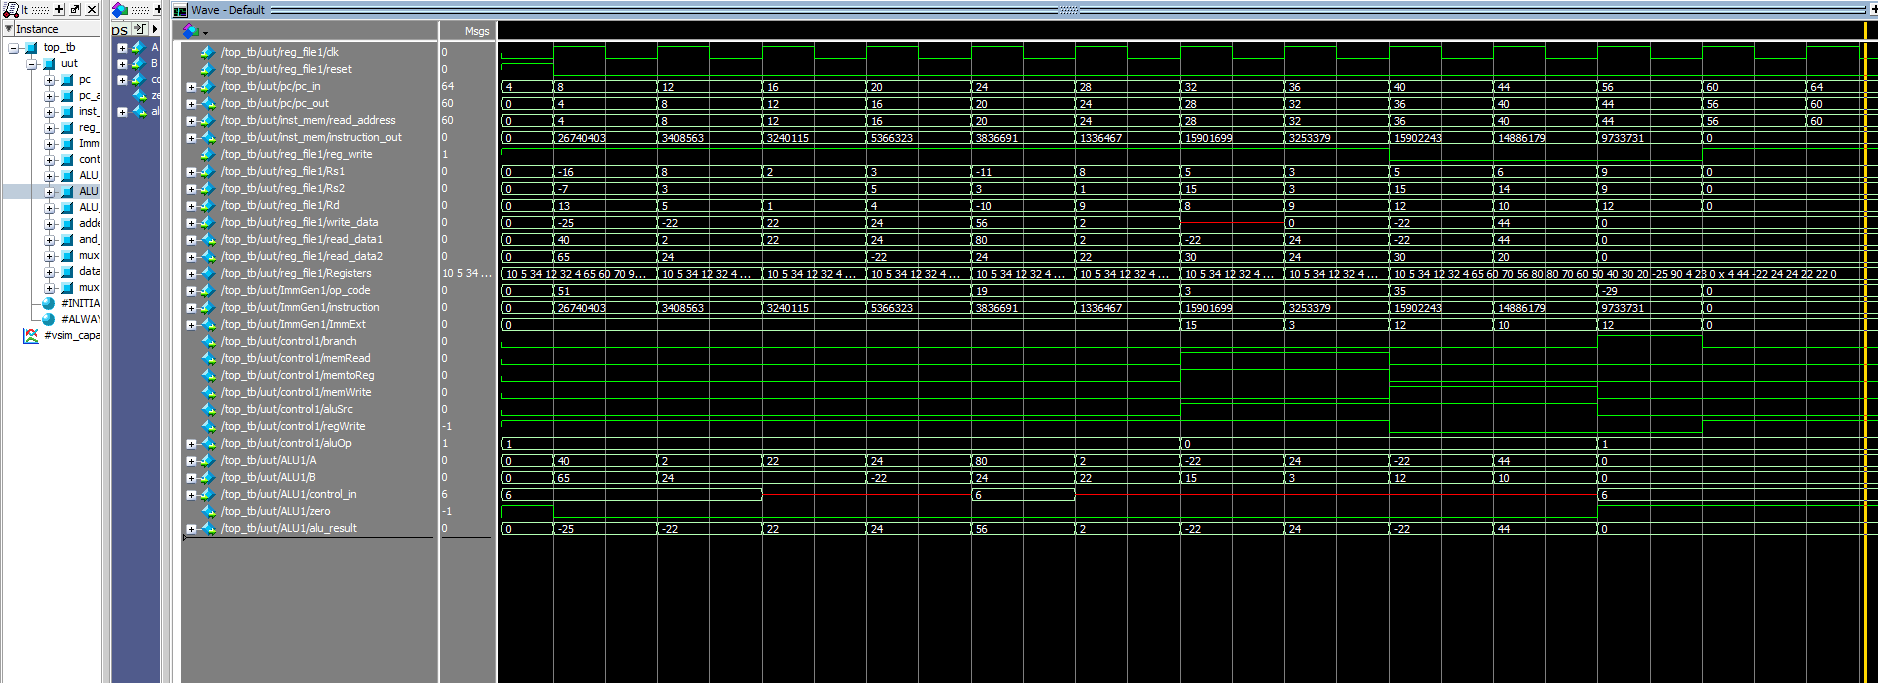 It
Wave - Default
Instance
DS
Msgs
top_tb
uut
pc
pc_a
inst_
reg_
Imm
cont
ALU_
ALU
ALU_
adde
and_
mux
data
mux
#INITIA
#ALWAY
#vsim_capa
A
B
co
ze
al
/top_tb/uut/reg_file1/clk 0
/top_tb/uut/reg_file1/reset 0
/top_tb/uut/pc/pc_in 64 4 8 12 16 20 24 28 32 36 40 44 56 60 64
/top_tb/uut/pc/pc_out 60 0 4 8 12 16 20 24 28 32 36 40 44 56 60
/top_tb/uut/inst_mem/read_address 60 0 4 8 12 16 20 24 28 32 36 40 44 56 60
/top_tb/uut/inst_mem/instruction_out 0 0 26740403 3408563 3240115 5366323 3836691 1336467 15901699 3253379 15902243 14886179 9733731 0
/top_tb/uut/reg_file1/reg_write 1
/top_tb/uut/reg_file1/Rs1 0 0 -16 8 2 3 -11 8 5 3 5 6 9 0
/top_tb/uut/reg_file1/Rs2 0 0 -7 3 5 3 1 15 3 15 14 9 0
/top_tb/uut/reg_file1/Rd 0 0 13 5 1 4 -10 9 8 9 12 10 12 0
/top_tb/uut/reg_file1/write_data 0 0 -25 -22 22 24 56 2 0 -22 44 0
/top_tb/uut/reg_file1/read_data1 0 0 40 2 22 24 80 2 -22 24 -22 44 0
/top_tb/uut/reg_file1/read_data2 0 0 65 24 -22 24 22 30 24 30 20 0
/top_tb/uut/reg_file1/Registers 10 5 34 ... 10 5 34 12 32 4 65 60 70 9... 10 5 34 12 32 4 ... 10 5 34 12 32 4 ... 10 5 34 12 32 4 ... 10 5 34 12 32 4 ... 10 5 34 12 32 4 ... 10 5 34 12 32 4 ... 10 5 34 12 32 4 ... 10 5 34 12 32 4 65 60 70 56 80 80 70 60 50 40 30 20 -25 90 4 23 0 x 4 44 -22 24 24 22 22 0
/top_tb/uut/ImmGen1/op_code 0 0 51 19 3 35 -29 0
/top_tb/uut/ImmGen1/instruction 0 0 26740403 3408563 3240115 5366323 3836691 1336467 15901699 3253379 15902243 14886179 9733731 0
/top_tb/uut/ImmGen1/ImmExt 0 0 15 3 12 10 12 0
/top_tb/uut/control1/branch 0
/top_tb/uut/control1/memRead 0
/top_tb/uut/control1/memtoReg 0
/top_tb/uut/control1/memWrite 0
/top_tb/uut/control1/aluSrc 0
/top_tb/uut/control1/regWrite -1
/top_tb/uut/control1/aluOp 1 1 0 1
/top_tb/uut/ALU1/A 0 0 40 2 22 24 80 2 -22 24 -22 44 0
/top_tb/uut/ALU1/B 0 0 65 24 -22 24 22 15 3 12 10 0
/top_tb/uut/ALU1/control_in 6 6 6 6
/top_tb/uut/ALU1/zero -1
/top_tb/uut/ALU1/alu_result 0 0 -25 -22 22 24 56 2 -22 24 -22 44 0